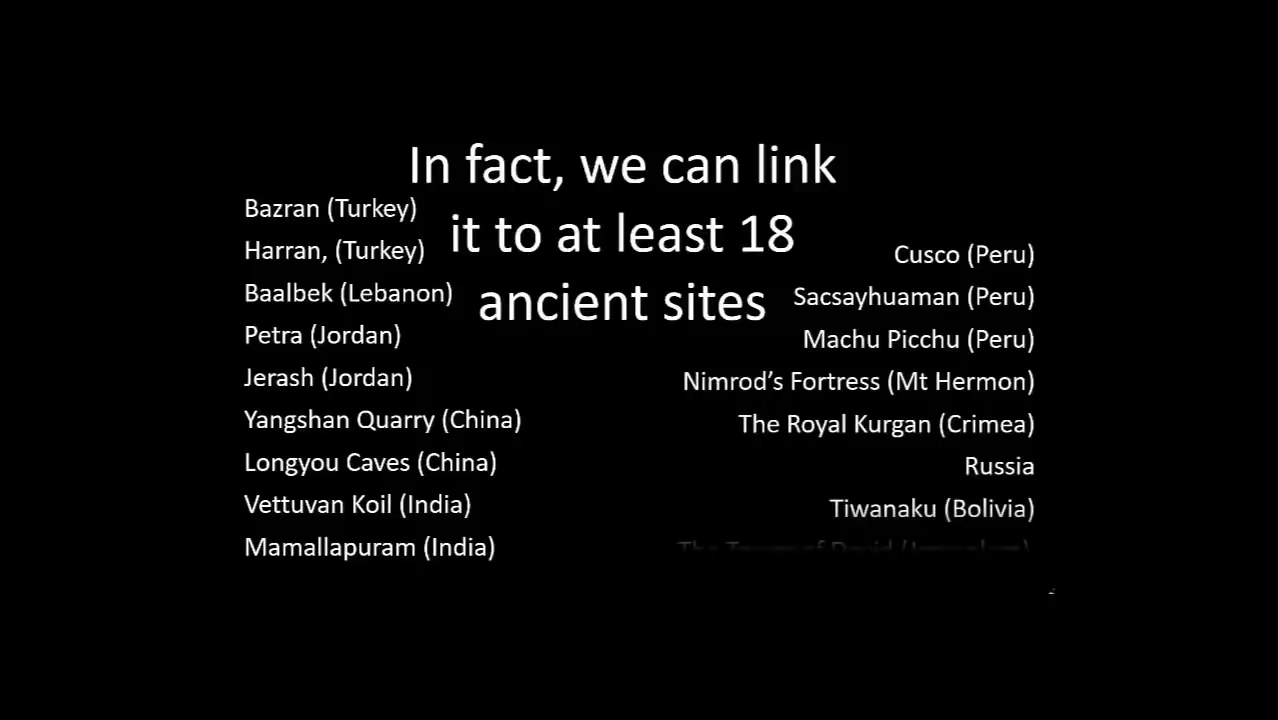 In fact, we can link
it to at least 18
ancient sites
Bazran (Turkey)
Harran, (Turkey)
Baalbek (Lebanon)
Petra (Jordan)
Jerash (Jordan)
Yangshan Quarry (China)
Longyou Caves (China)
Vettuvan Koil (India)
Mamallapuram (India)
Cusco (Peru)
Sacsayhuaman (Peru)
Machu Picchu (Peru)
Nimrod’s Fortress (Mt Hermon)
The Royal Kurgan (Crimea)
Russia
Tiwanaku (Bolivia)